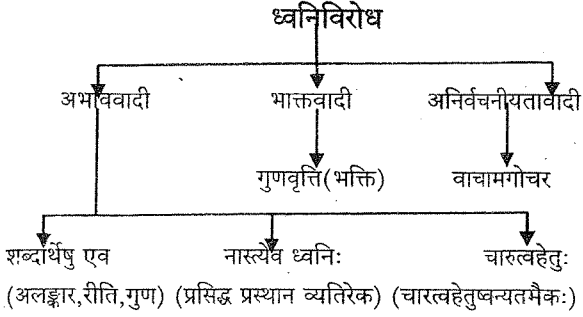 ध्वनिविरोध
अभाववादी भाक्तवादी अनिर्वचनीयतावादी
गुणवृत्ति(भक्ति) वाचामगोचर
शब्दार्थेषु एव नास्त्येव ध्वनिः चारुत्वहेतुः
(अलङ्कार,रीति,गुण) (प्रसिद्ध प्रस्थान व्यतिरेक) (चारत्वहेतुष्वन्यतमैकः)